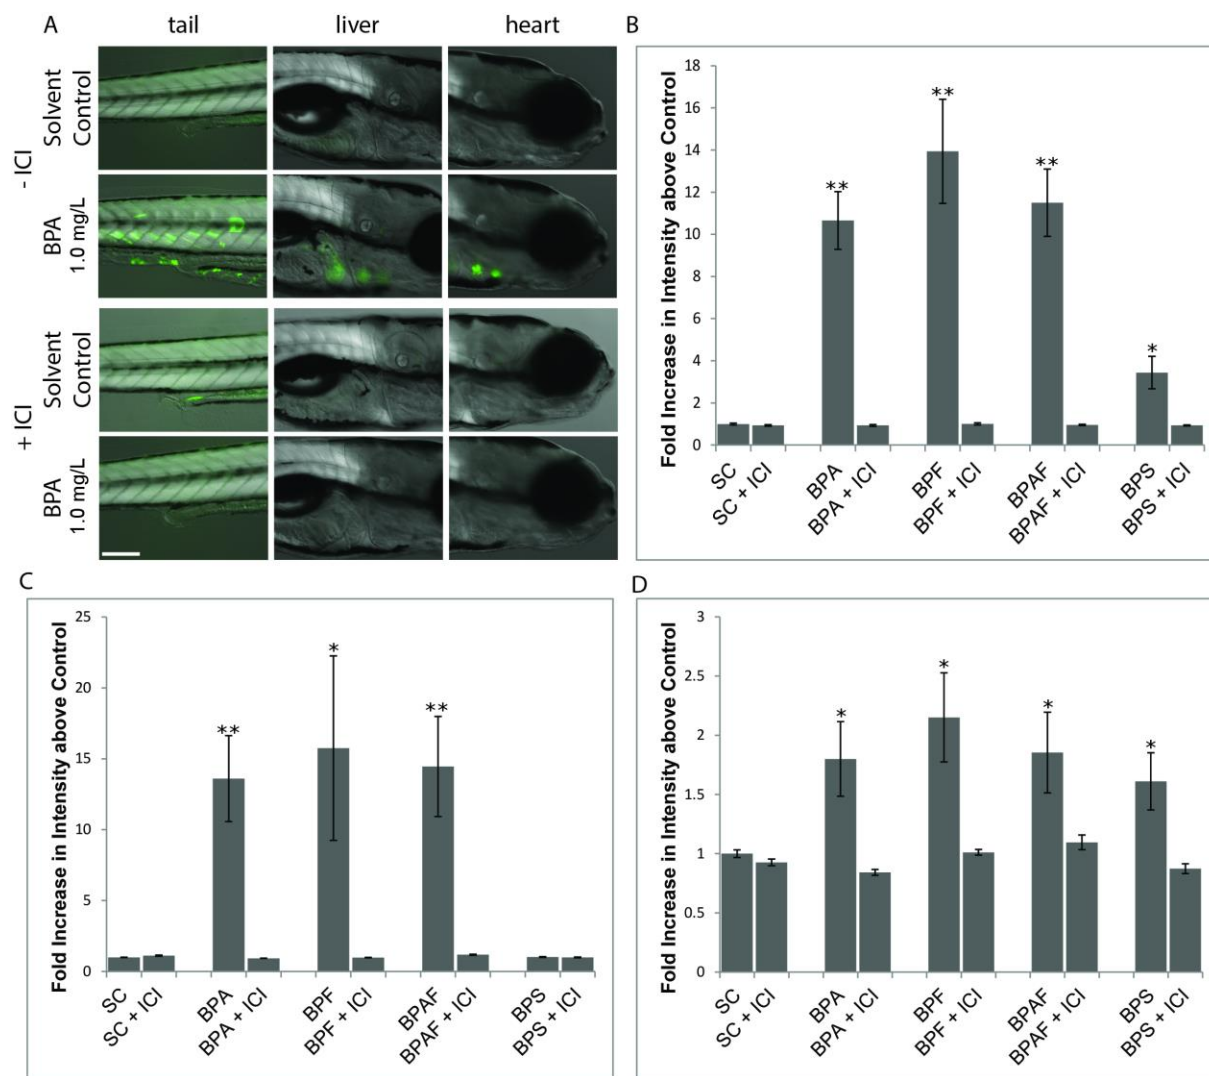 A
tail
liver
heart
- ICI
Solvent
Control
BPA
1.0 mg/L
+ ICI
Solvent
Control
BPA
1.0 mg/L
B
Fold Increase in Intensity above Control
18
16
14
12
10
8
6
4
2
0
**
**
**
*
SC
SC + ICI
BPA
BPA + ICI
BPF
BPF + ICI
BPAF
BPAF + ICI
BPS
BPS + ICI
C
Fold Increase in Intensity above Control
25
20
15
10
5
0
**
*
**
SC
SC + ICI
BPA
BPA + ICI
BPF
BPF + ICI
BPAF
BPAF + ICI
BPS
BPS + ICI
D
Fold Increase in Intensity above Control
3
2.5
2
1.5
1
0.5
0
*
*
*
*
SC
SC + ICI
BPA
BPA + ICI
BPF
BPF + ICI
BPAF
BPAF + ICI
BPS
BPS + ICI